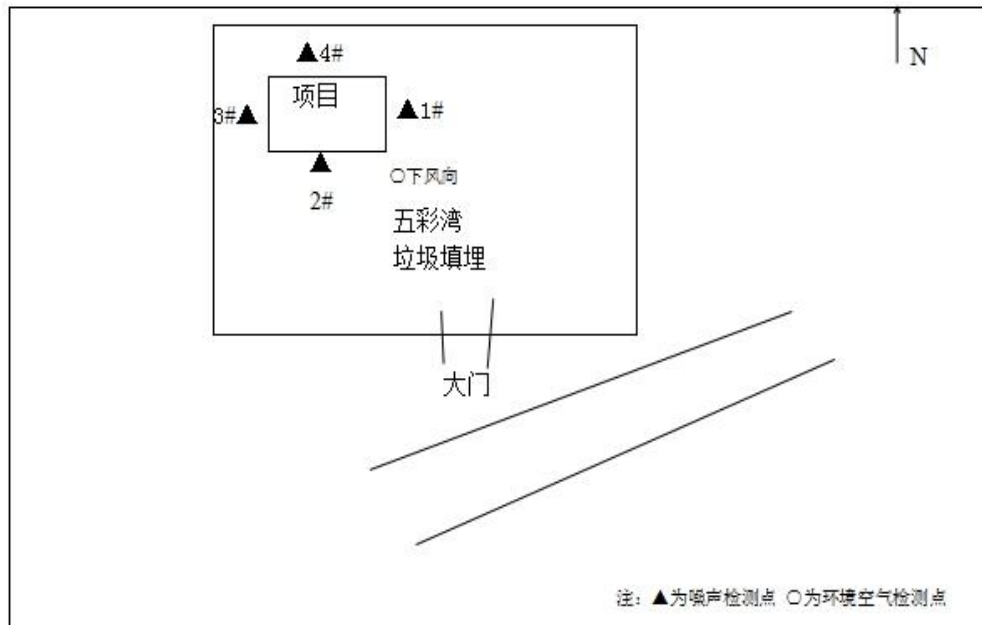 ▲4#
N
项目
3#▲
▲1#
▲
2#
○下风向
五彩湾
垃圾填埋
大门
注：▲为噪声检测点 ○为环境空气检测点